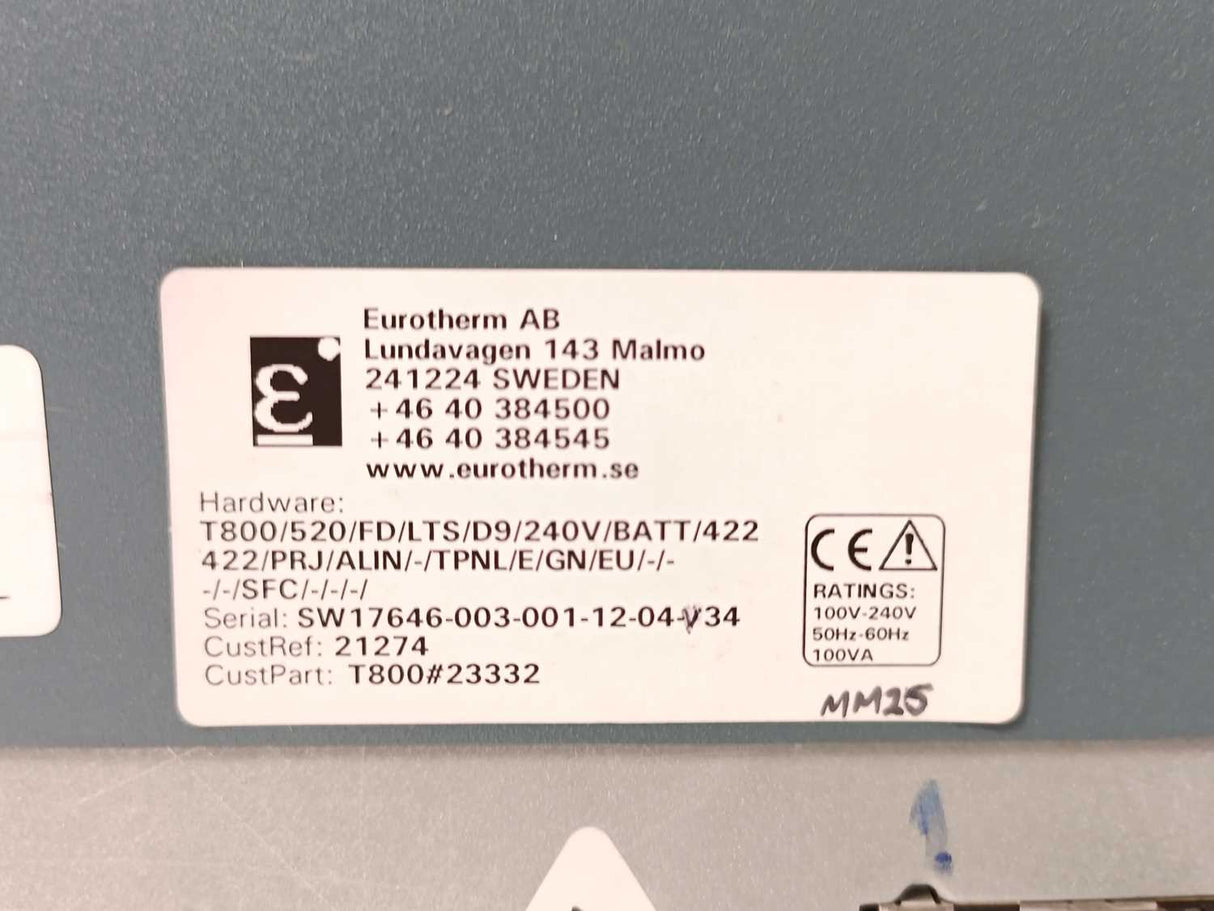 Eurotherm AB
Lundavagen 143 Malmo
241224 SWEDEN
+46 40 384500
+46 40 384545
www.eurotherm.se
Hardware:
T800/520/FD/LTS/D9/240V/BATT/422
422/PRJ/ALIN/-/TPNL/E/GN/EU/-/-
-/-/SFC/-/-/-/
Serial: SW17646-003-001-12-04-V34
CustRef: 21274
CustPart: T800#23332
CE
RATINGS:
100V-240V
50Hz-60Hz
100VA
MM25
1.